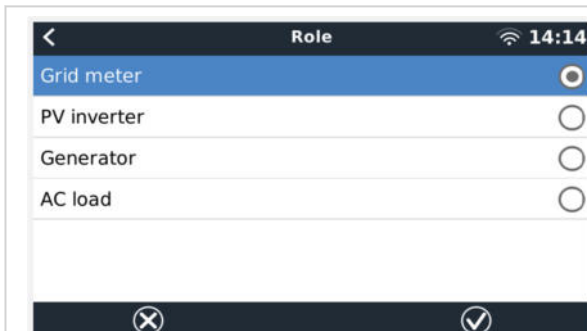 Role 14:14
Grid meter
PV inverter
Generator
AC load